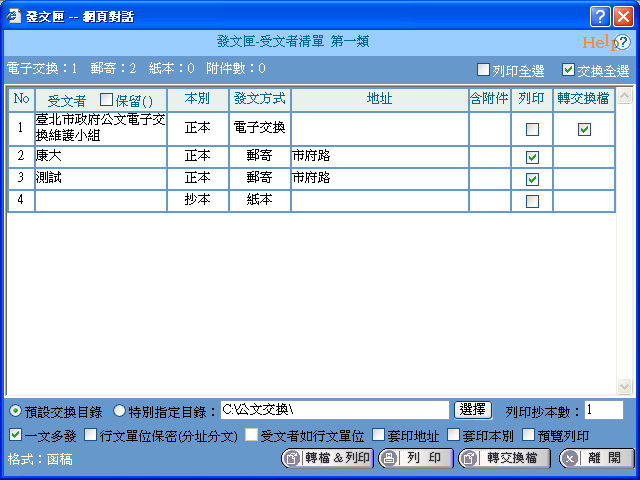 發文匣 -- 網頁對話
發文匣-受文者清單 第一類
Help
電子交換：1 郵寄：2 紙本：0 附件數：0 列印全選 交換全選
No 受文者 保留() 本別 發文方式 地址 含附件 列印 轉交換檔
1 臺北市政府公文電子交換維護小組 正本 電子交換
2 康大 正本 郵寄 市府路
3 測試 正本 郵寄 市府路
4 抄本 紙本
預設交換目錄 特別指定目錄： C:\公文交換\ 選擇 列印抄本數： 1
一文多發 行文單位保密(分址分文) 受文者如行文單位 套印地址 套印本別 預覽列印
格式：函稿 轉檔＆列印 列 印 轉交換檔 離 開